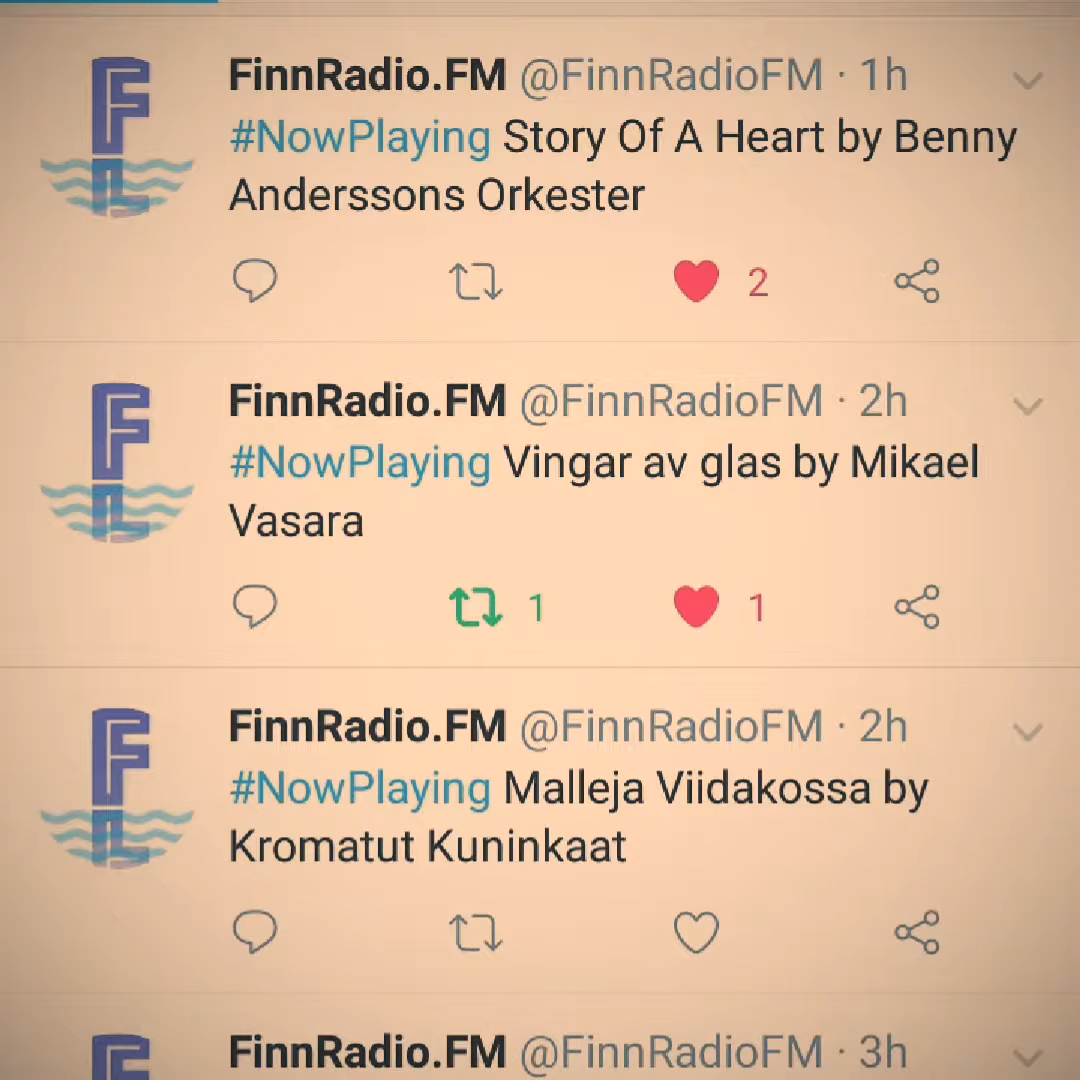 FinnRadio.FM @FinnRadioFM · 1h
#NowPlaying Story Of A Heart by Benny
Anderssons Orkester
2
FinnRadio.FM @FinnRadioFM · 2h
#NowPlaying Vingar av glas by Mikael
Vasara
1 1
FinnRadio.FM @FinnRadioFM · 2h
#NowPlaying Malleja Viidakossa by
Kromatut Kuninkaat
FinnRadio.FM @FinnRadioFM · 3h